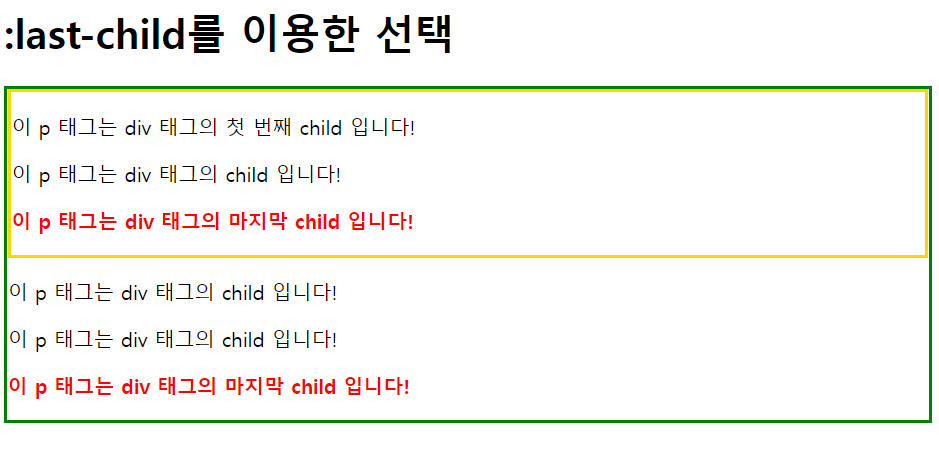 :last-child를 이용한 선택
이 p 태그는 div 태그의 첫 번째 child 입니다!
이 p 태그는 div 태그의 child 입니다!
이 p 태그는 div 태그의 마지막 child 입니다!
이 p 태그는 div 태그의 child 입니다!
이 p 태그는 div 태그의 child 입니다!
이 p 태그는 div 태그의 마지막 child 입니다!